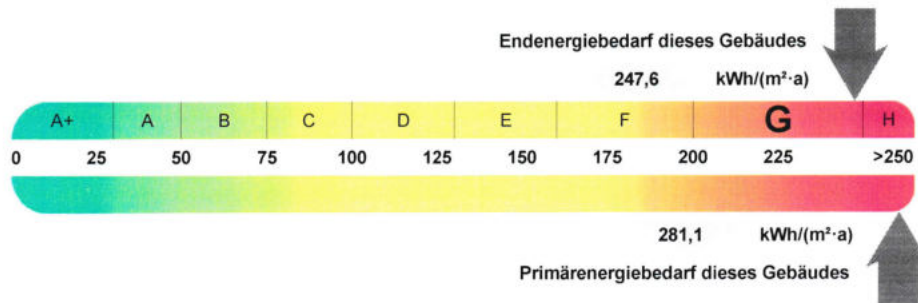 Endenergiebedarf dieses Gebäudes
247,6 kWh/(m²·a)
A+ A B C D E F G H
0 25 50 75 100 125 150 175 200 225 >250
281,1 kWh/(m²·a)
Primärenergiebedarf dieses Gebäudes